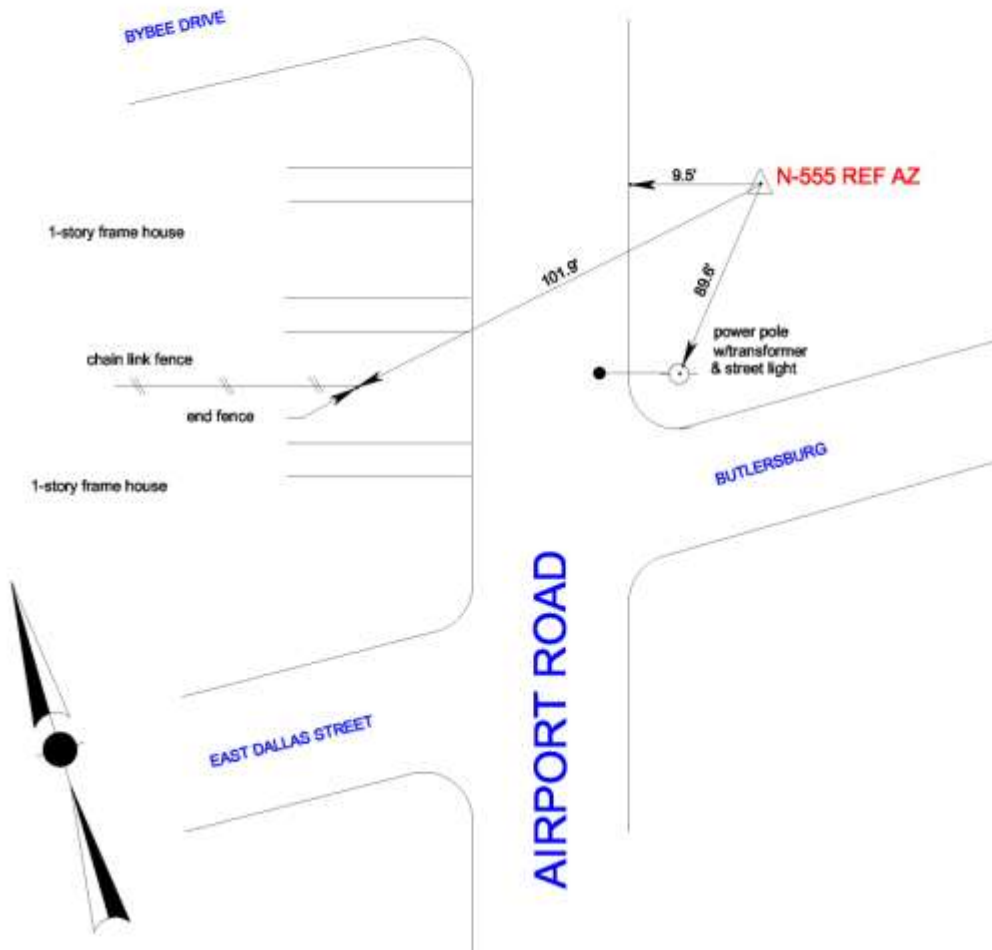 BYBEE DRIVE
9.5'
N-555 REF AZ
1-story frame house
101.9'
89.6'
power pole
w/transformer
& street light
chain link fence
end fence
BUTLERSBURG
1-story frame house
AIRPORT ROAD
EAST DALLAS STREET